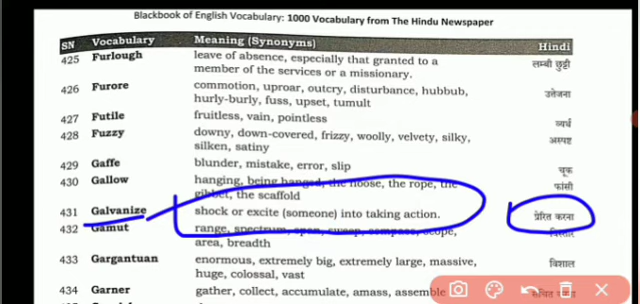 Blackbook of English Vocabulary: 1000 Vocabulary from The Hindu Newspaper
SN Vocabulary Meaning (Synonyms) Hindi
425 Furlough leave of absence, especially that granted to a
member of the services or a missionary. लम्बी छुट्टी
426 Furore commotion, uproar, outcry, disturbance, hubbub,
hurly-burly, fuss, upset, tumult उत्तेजना
427 Futile fruitless, vain, pointless व्यर्थ
428 Fuzzy downy, down-covered, frizzy, woolly, velvety, silky,
silken, satiny अस्पष्ट
429 Gaffe blunder, mistake, error, slip चूक
430 Gallow hanging, being hanged, the noose, the rope, the
gibbet, the scaffold फांसी
431 Galvanize shock or excite (someone) into taking action. प्रेरित करना
432 Gamut range, spectrum, span, sweep, compass, scope,
area, breadth विस्तार
433 Gargantuan enormous, extremely big, extremely large, massive,
huge, colossal, vast विशाल
434 Garner gather, collect, accumulate, amass, assemble